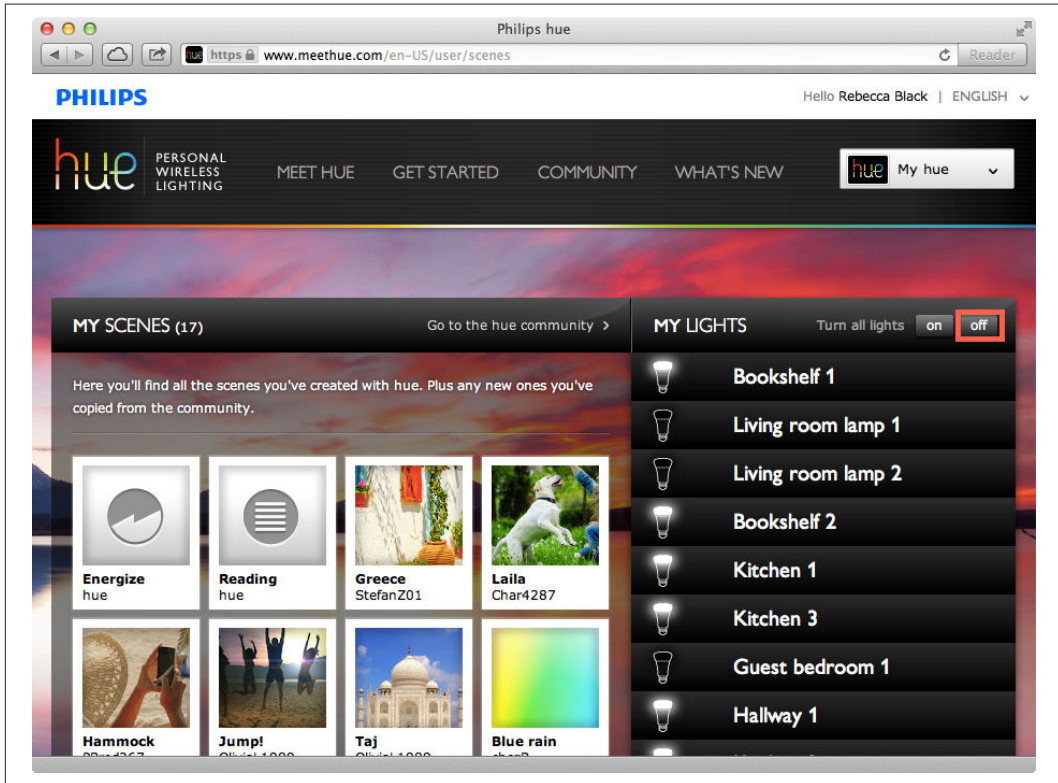 Philips hue
hue https www.meethue.com/en-US/user/scenes Reader
PHILIPS Hello Rebecca Black | ENGLISH
hue PERSONAL
WIRELESS
LIGHTING
MEET HUE GET STARTED COMMUNITY WHAT'S NEW hue My hue
MY SCENES (17) Go to the hue community >
MY LIGHTS Turn all lights on off
Here you'll find all the scenes you've created with hue. Plus any new ones you've
copied from the community.
Energize
hue
Reading
hue
Greece
StefanZ01
Laila
Char4287
Hammock
Jump!
Taj
Blue rain
Bookshelf 1
Living room lamp 1
Living room lamp 2
Bookshelf 2
Kitchen 1
Kitchen 3
Guest bedroom 1
Hallway 1